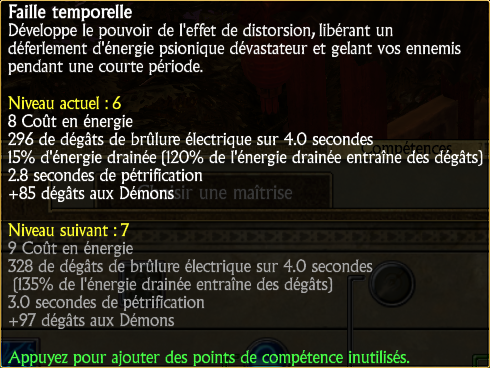 Faille temporelle
Développe le pouvoir de l'effet de distorsion, libérant un
déferlement d'énergie psionique dévastateur et gelant vos ennemis
pendant une courte période.
Niveau actuel : 6
8 Coût en énergie
296 de dégâts de brûlure électrique sur 4.0 secondes
Compétences
15% d'énergie drainée (120% de l'énergie drainée entraîne des dégâts)
2.8 secondes de pétrification
+85 dégâts aux Démons
Choisir une maîtrise
Niveau suivant : 7
9 Coût en énergie
328 de dégâts de brûlure électrique sur 4.0 secondes
(135% de l'énergie drainée entraîne des dégâts)
3.0 secondes de pétrification
+97 dégâts aux Démons
Appuyez pour ajouter des points de compétence inutilisés.